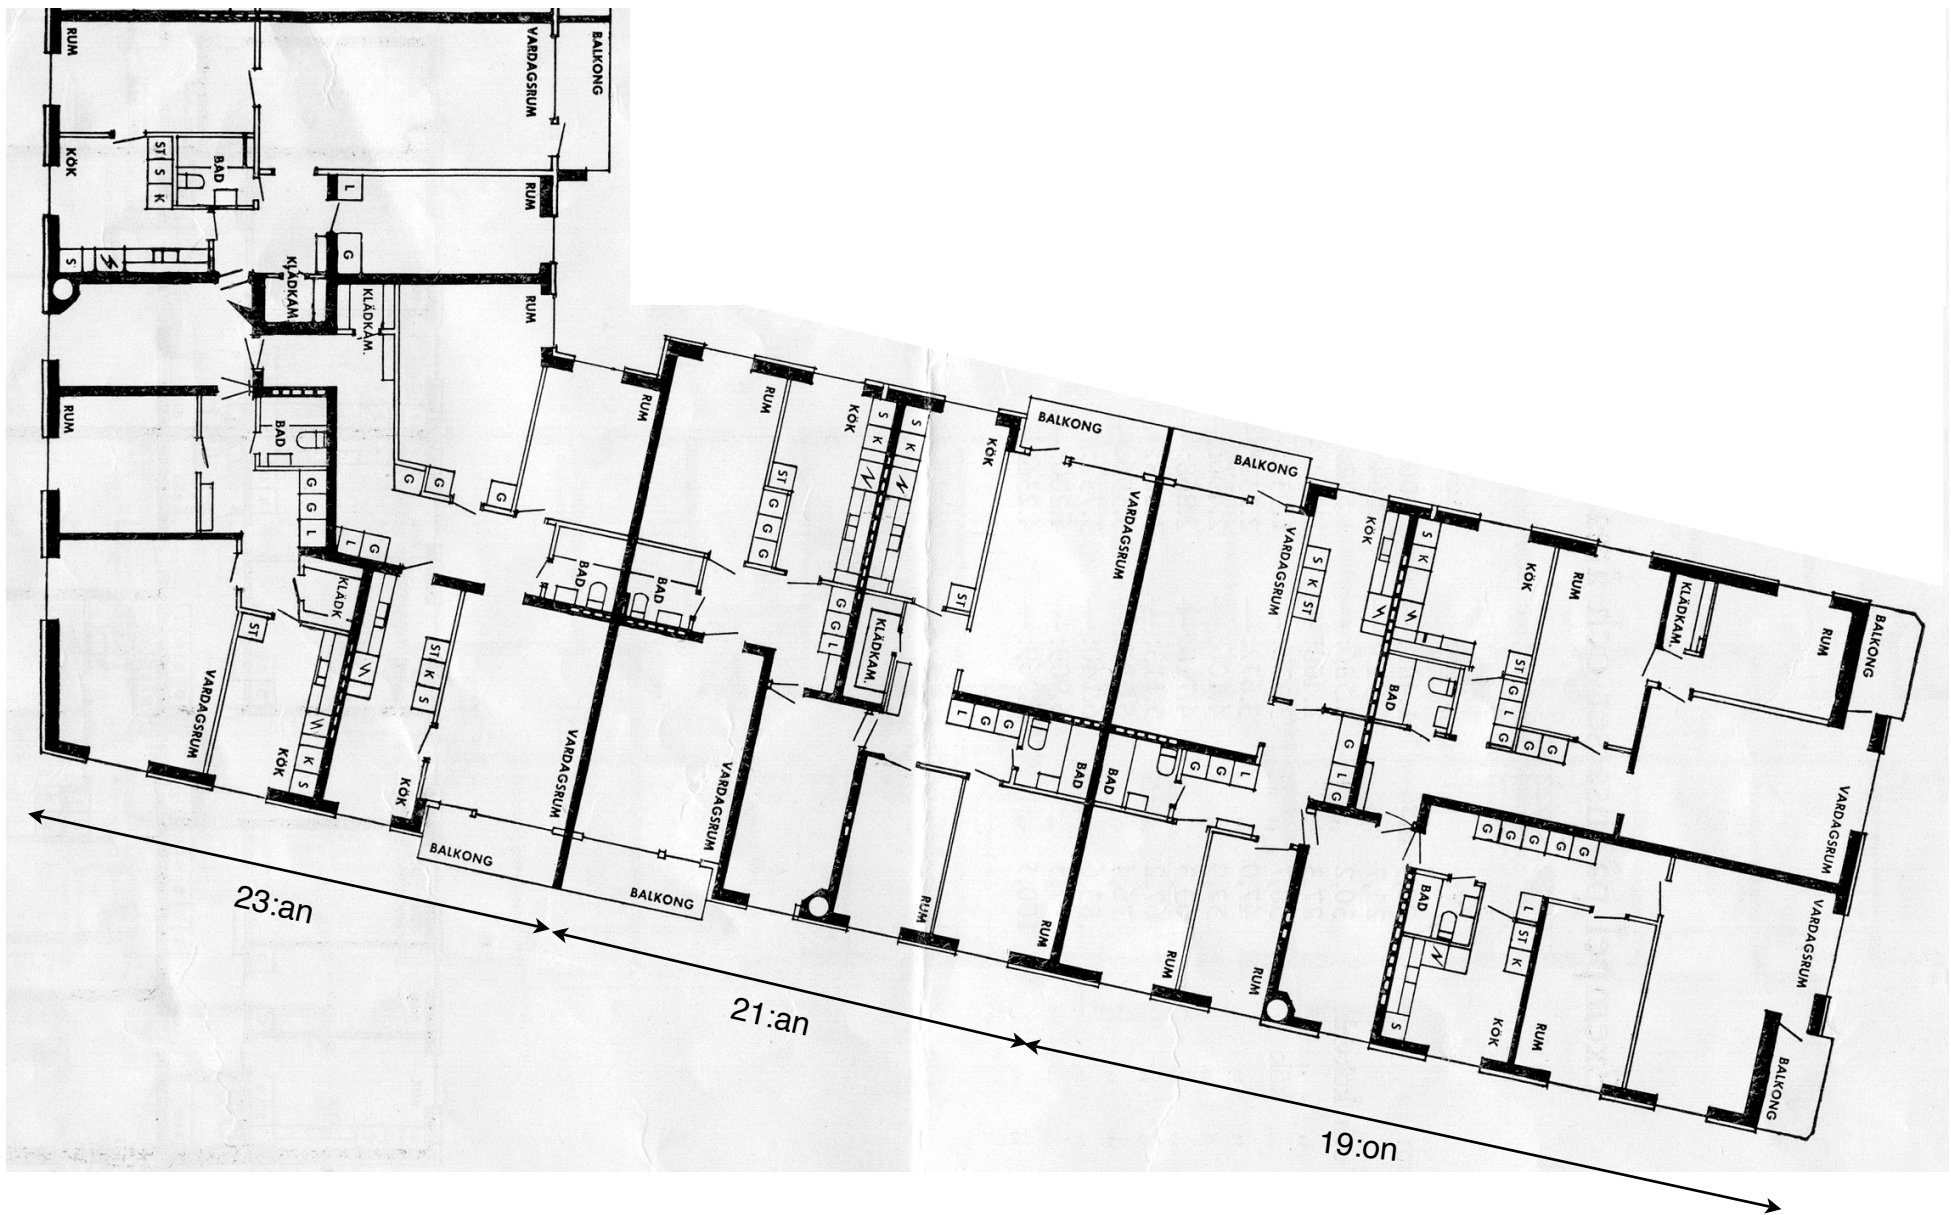 RUM
VARDAGSRUM
BALKONG
KÖK
ST
S
K
BAD
L
RUM
G
S
KLÄDKAM.
KLÄDKAM.
RUM
RUM
BAD
G
G
L
L
G
G
G
G
RUM
KLÄDK
ST
VARDAGSRUM
KÖK
K
S
ST
K
S
KÖK
VARDAGSRUM
BALKONG
BAD
BAD
RUM
ST
G
G
G
KÖK
S
K
S
K
KÖK
ST
G
G
L
KLÄDKAM.
VARDAGSRUM
BALKONG
RUM
RUM
BALKONG
VARDAGSRUM
L
G
G
BAD
BAD
G
G
L
BALKONG
VARDAGSRUM
S
K
ST
KÖK
S
K
BAD
G
L
G
KÖK
ST
G
L
G
G
G
RUM
KLÄDKAM.
RUM
BALKONG
VARDAGSRUM
RUM
RUM
G
G
G
G
G
BAD
L
ST
K
S
KÖK
RUM
VARDAGSRUM
BALKONG
23:an
21:an
19:on